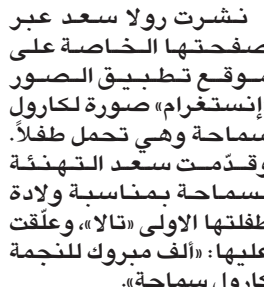 نشرت رولا سعد عبر
صفحتها الخاصة على
موقع تطبيق الصور
إنستغرام» صورة لكارول
سماحة وهي تحمل طفلاً.
وقدّمت سعد التهنئة
لسماحة بمناسبة ولادة
طفلتها الاولى «تالا»، وعلّقت
عليها: «ألف مبروك للنجمة
كارول سماحة».